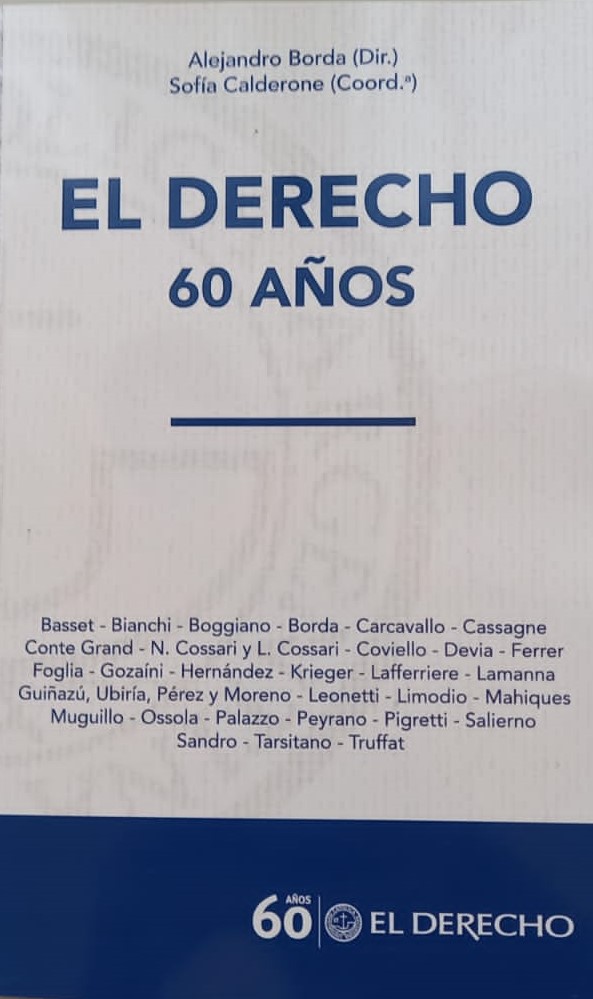 Alejandro Borda (Dir.)
Sofía Calderone (Coord.ª)
EL DERECHO
60 AÑOS
Basset - Bianchi - Boggiano - Borda - Carcavallo - Cassagne
Conte Grand - N. Cossari y L. Cossari - Coviello - Devia - Ferrer
Foglia - Gozaíni - Hernández - Krieger - Lafferriere - Lamanna
Guiñazú, Ubiría, Pérez y Moreno - Leonetti - Limodio - Mahiques
Muguillo - Ossola - Palazzo - Peyrano - Pigretti - Salierno
Sandro - Tarsitano - Truffat
60 AÑOS EL DERECHO